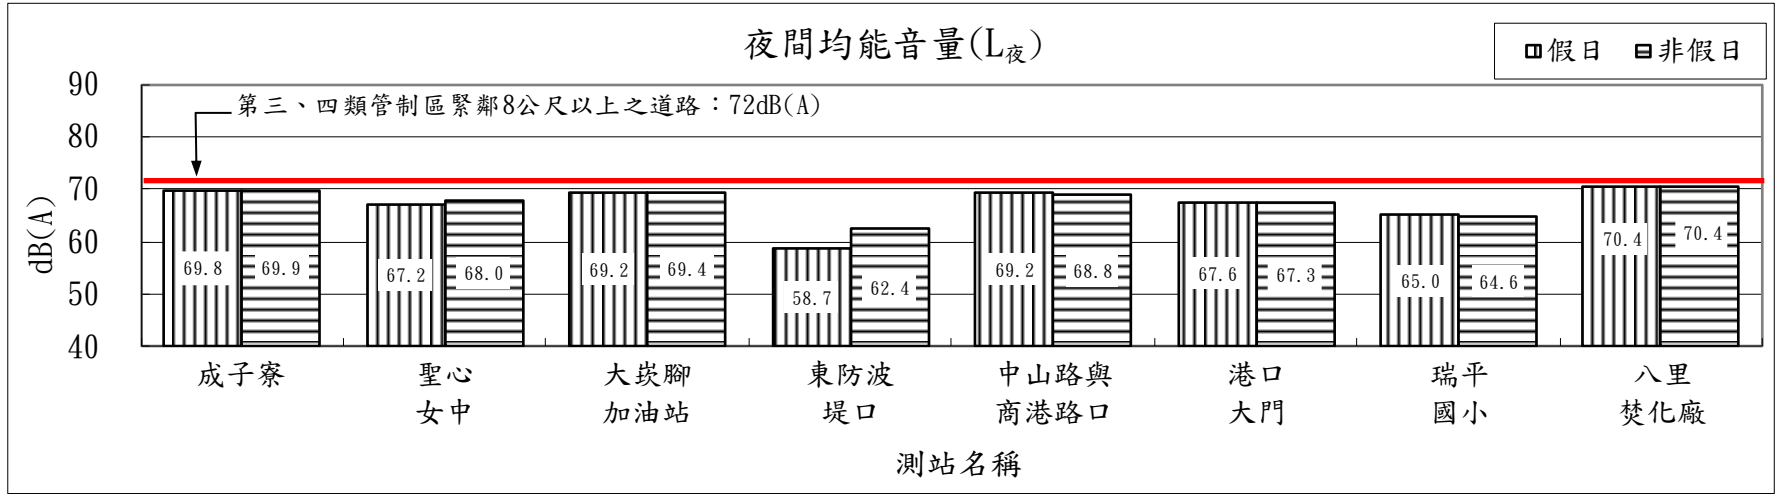 夜間均能音量(L夜)
假日 非假日
第三、四類管制區緊鄰8公尺以上之道路：72dB(A)
90
80
70
60
50
40
dB(A)
69.8 69.9 67.2 68.0 69.2 69.4 58.7 62.4 69.2 68.8 67.6 67.3 65.0 64.6 70.4 70.4
成子寮 聖心 大崁腳 東防波 中山路與 港口 瑞平 八里
女中 加油站 堤口 商港路口 大門 國小 焚化廠
測站名稱